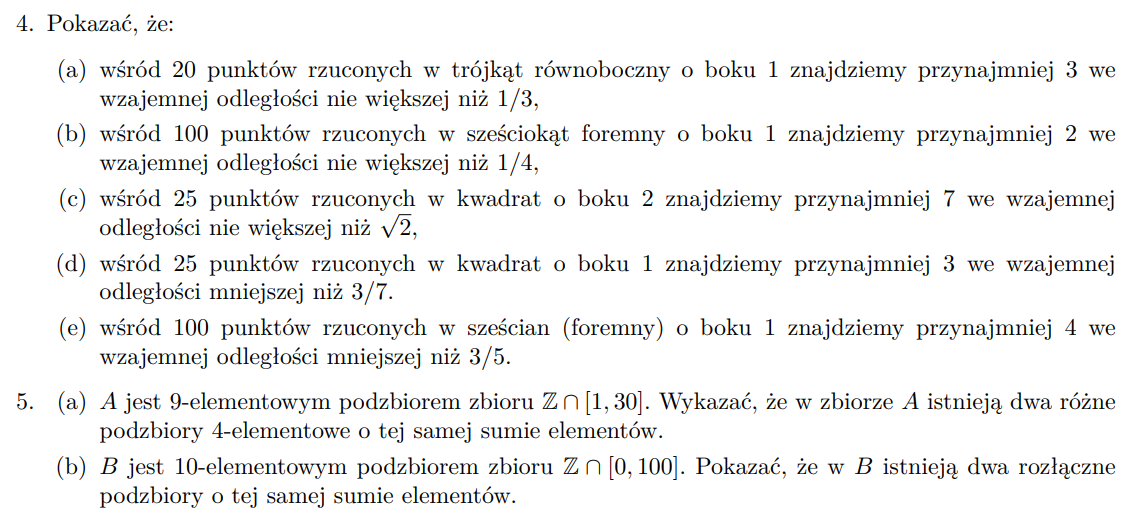 4. Pokazać, że:
(a) wśród 20 punktów rzuconych w trójkąt równoboczny o boku 1 znajdziemy przynajmniej 3 we
wzajemnej odległości nie większej niż 1/3,
(b) wśród 100 punktów rzuconych w sześciokąt foremny o boku 1 znajdziemy przynajmniej 2 we
wzajemnej odległości nie większej niż 1/4,
(c) wśród 25 punktów rzuconych w kwadrat o boku 2 znajdziemy przynajmniej 7 we wzajemnej
odległości nie większej niż √2,
(d) wśród 25 punktów rzuconych w kwadrat o boku 1 znajdziemy przynajmniej 3 we wzajemnej
odległości mniejszej niż 3/7.
(e) wśród 100 punktów rzuconych w sześcian (foremny) o boku 1 znajdziemy przynajmniej 4 we
wzajemnej odległości mniejszej niż 3/5.
5. (a) A jest 9-elementowym podzbiorem zbioru ℤ ∩ [1, 30]. Wykazać, że w zbiorze A istnieją dwa różne
podzbiory 4-elementowe o tej samej sumie elementów.
(b) B jest 10-elementowym podzbiorem zbioru ℤ ∩ [0, 100]. Pokazać, że w B istnieją dwa rozłączne
podzbiory o tej samej sumie elementów.